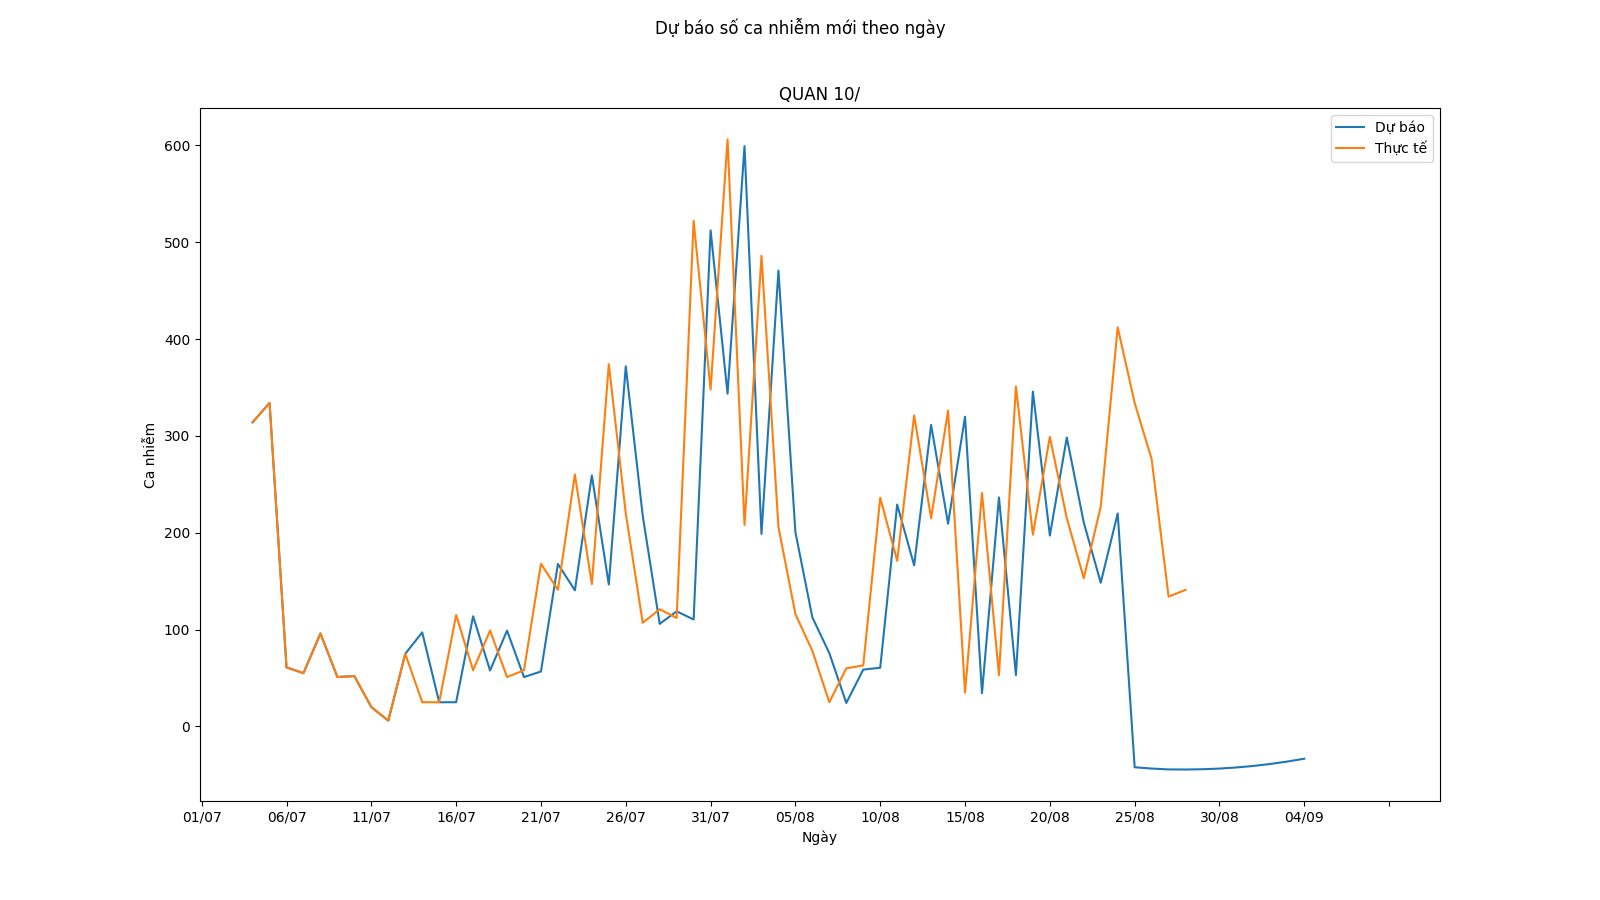 Dự báo số ca nhiễm mới theo ngày
QUAN 10/
Dự báo
Thực tế
600
500
400
300
200
100
0
Ca nhiễm
01/07 06/07 11/07 16/07 21/07 26/07 31/07 05/08 10/08 15/08 20/08 25/08 30/08 04/09
Ngày